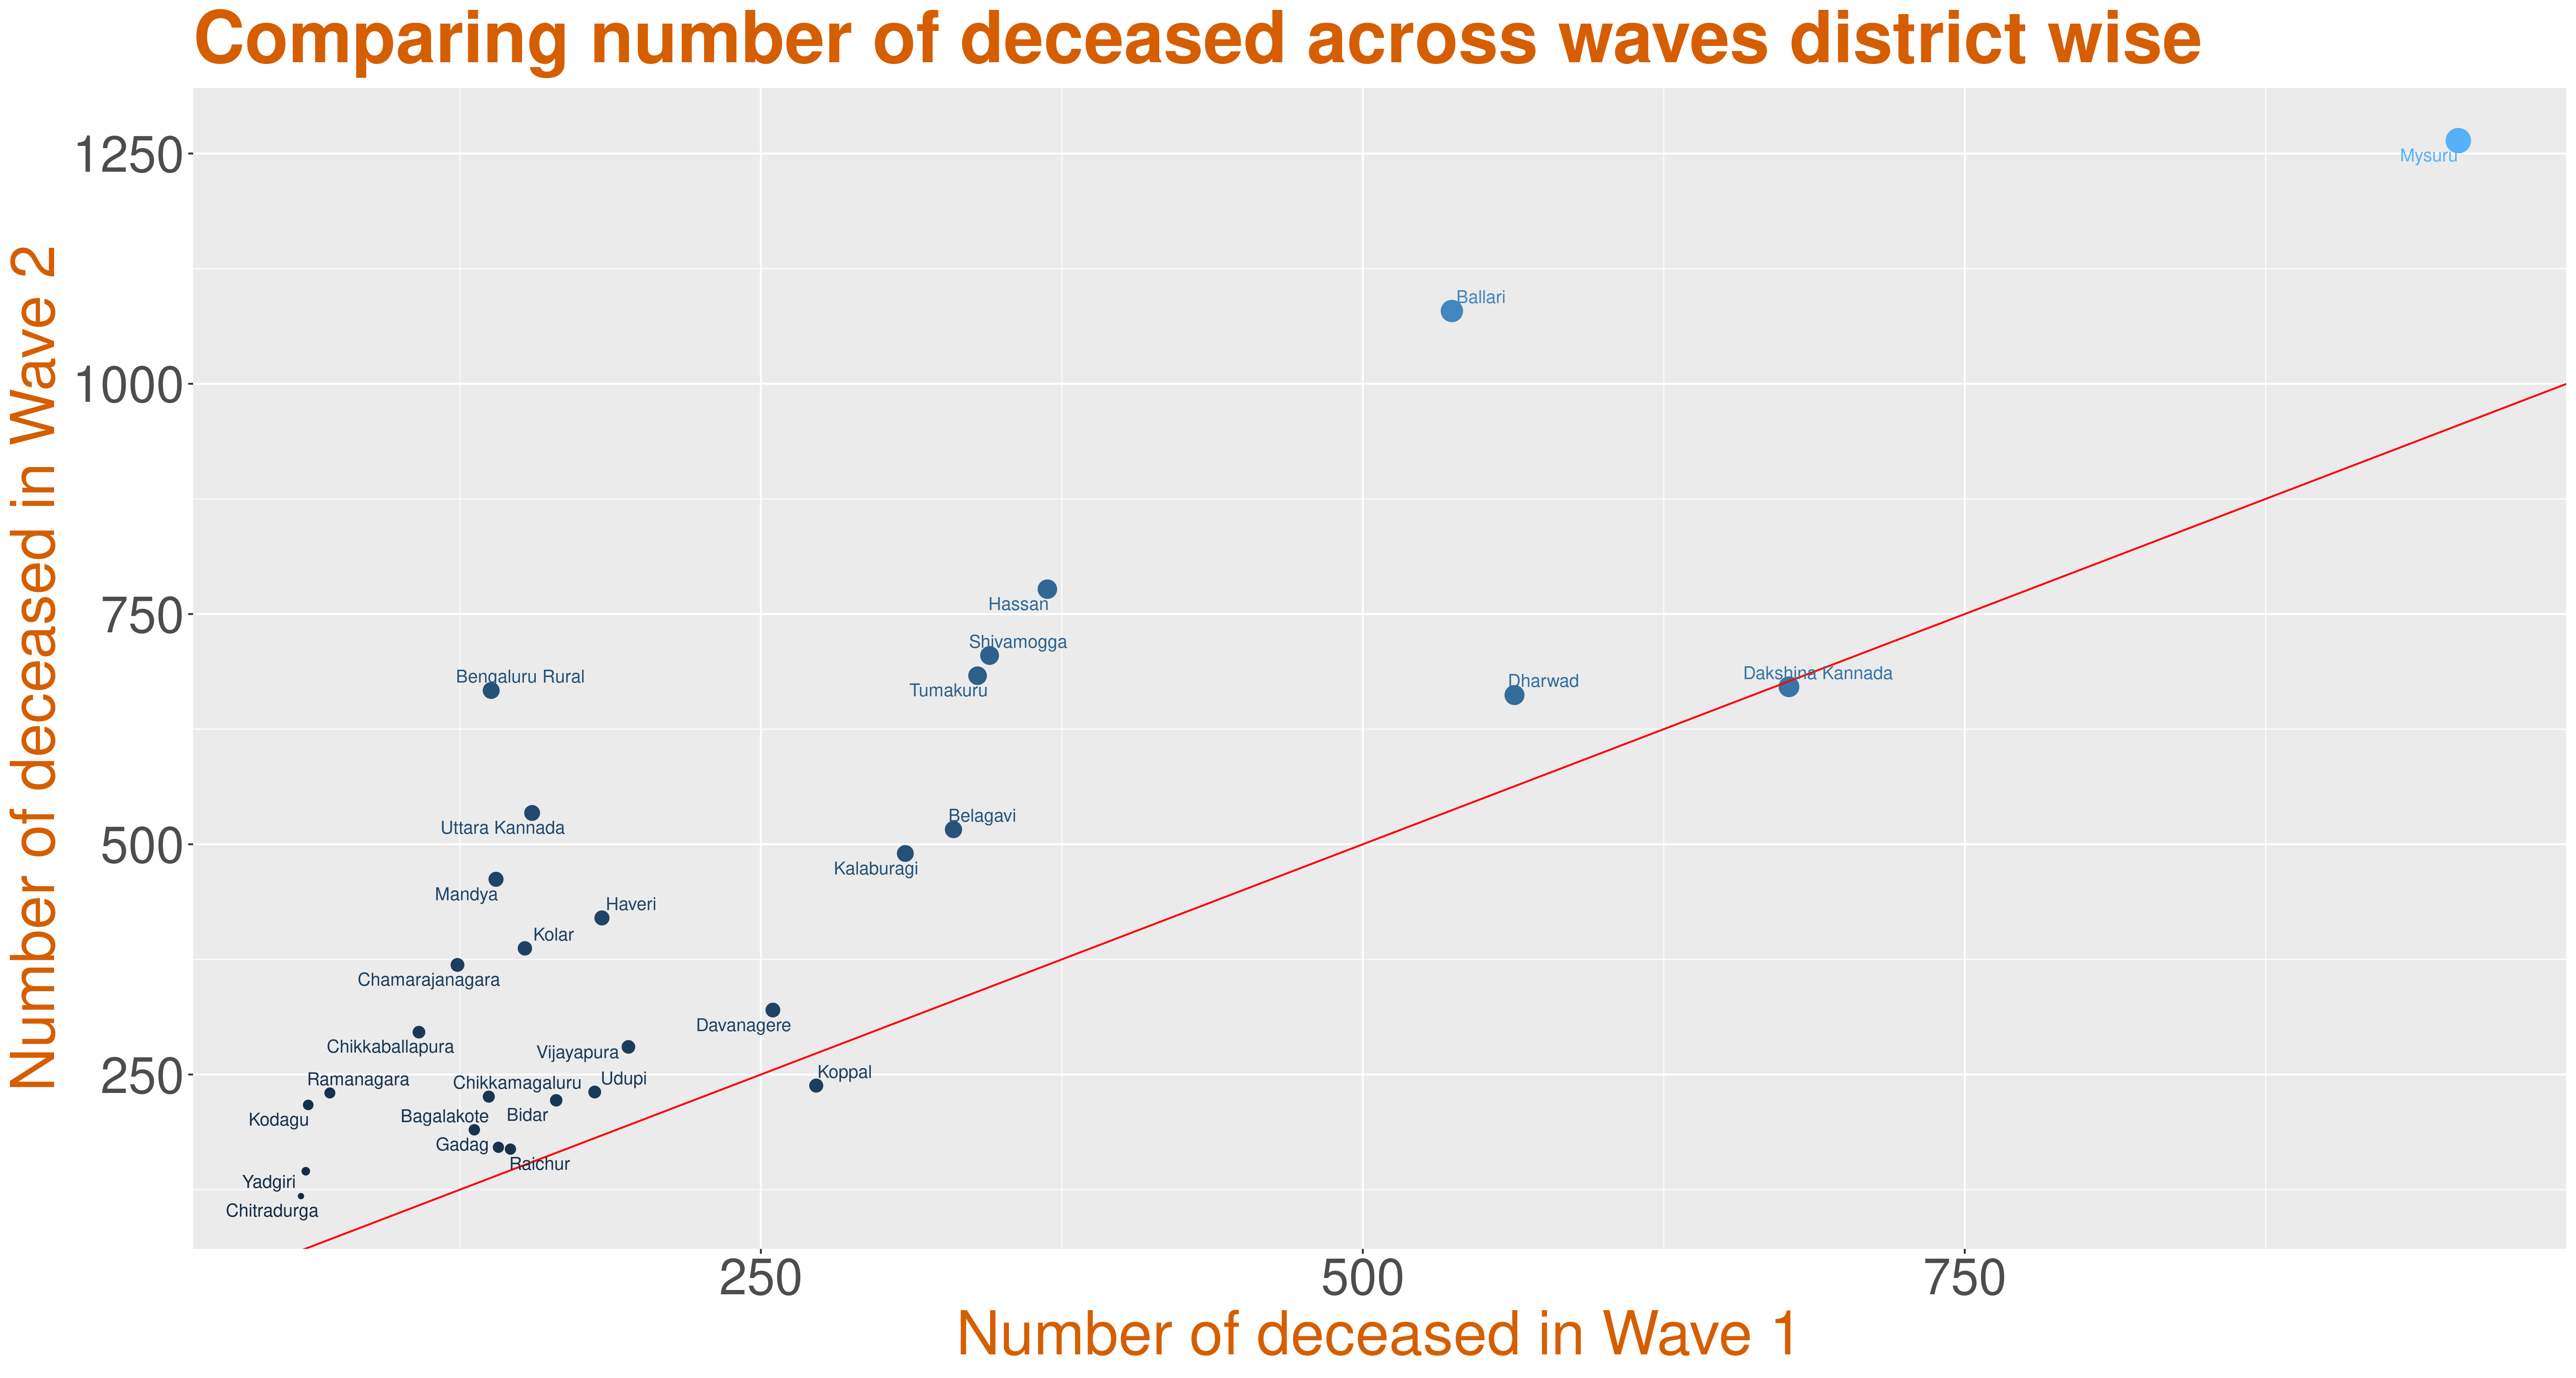 Comparing number of deceased across waves district wise
Number of deceased in Wave 2
1250
1000
750
500
250
Mysuru
Ballari
Hassan
Shivamogga
Bengaluru Rural
Tumakuru
Dharwad
Dakshina Kannada
Uttara Kannada
Belagavi
Kalaburagi
Mandya
Haveri
Kolar
Chamarajanagara
Davanagere
Chikkaballapura
Vijayapura
Koppal
Ramanagara
Chikkamagaluru
Udupi
Kodagu
Bagalakote
Bidar
Gadag
Raichur
Yadgiri
Chitradurga
250
500
750
Number of deceased in Wave 1